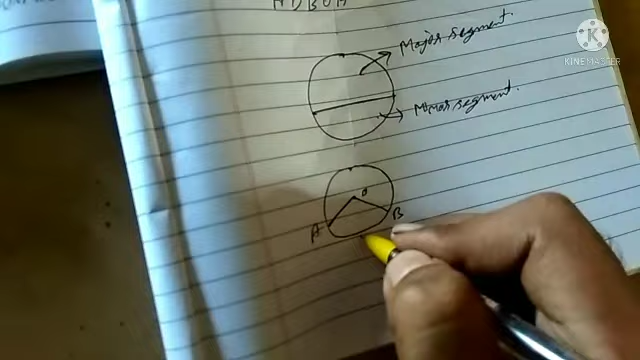 Major segment.
Minor segment.
O
A B
KINEMASTER